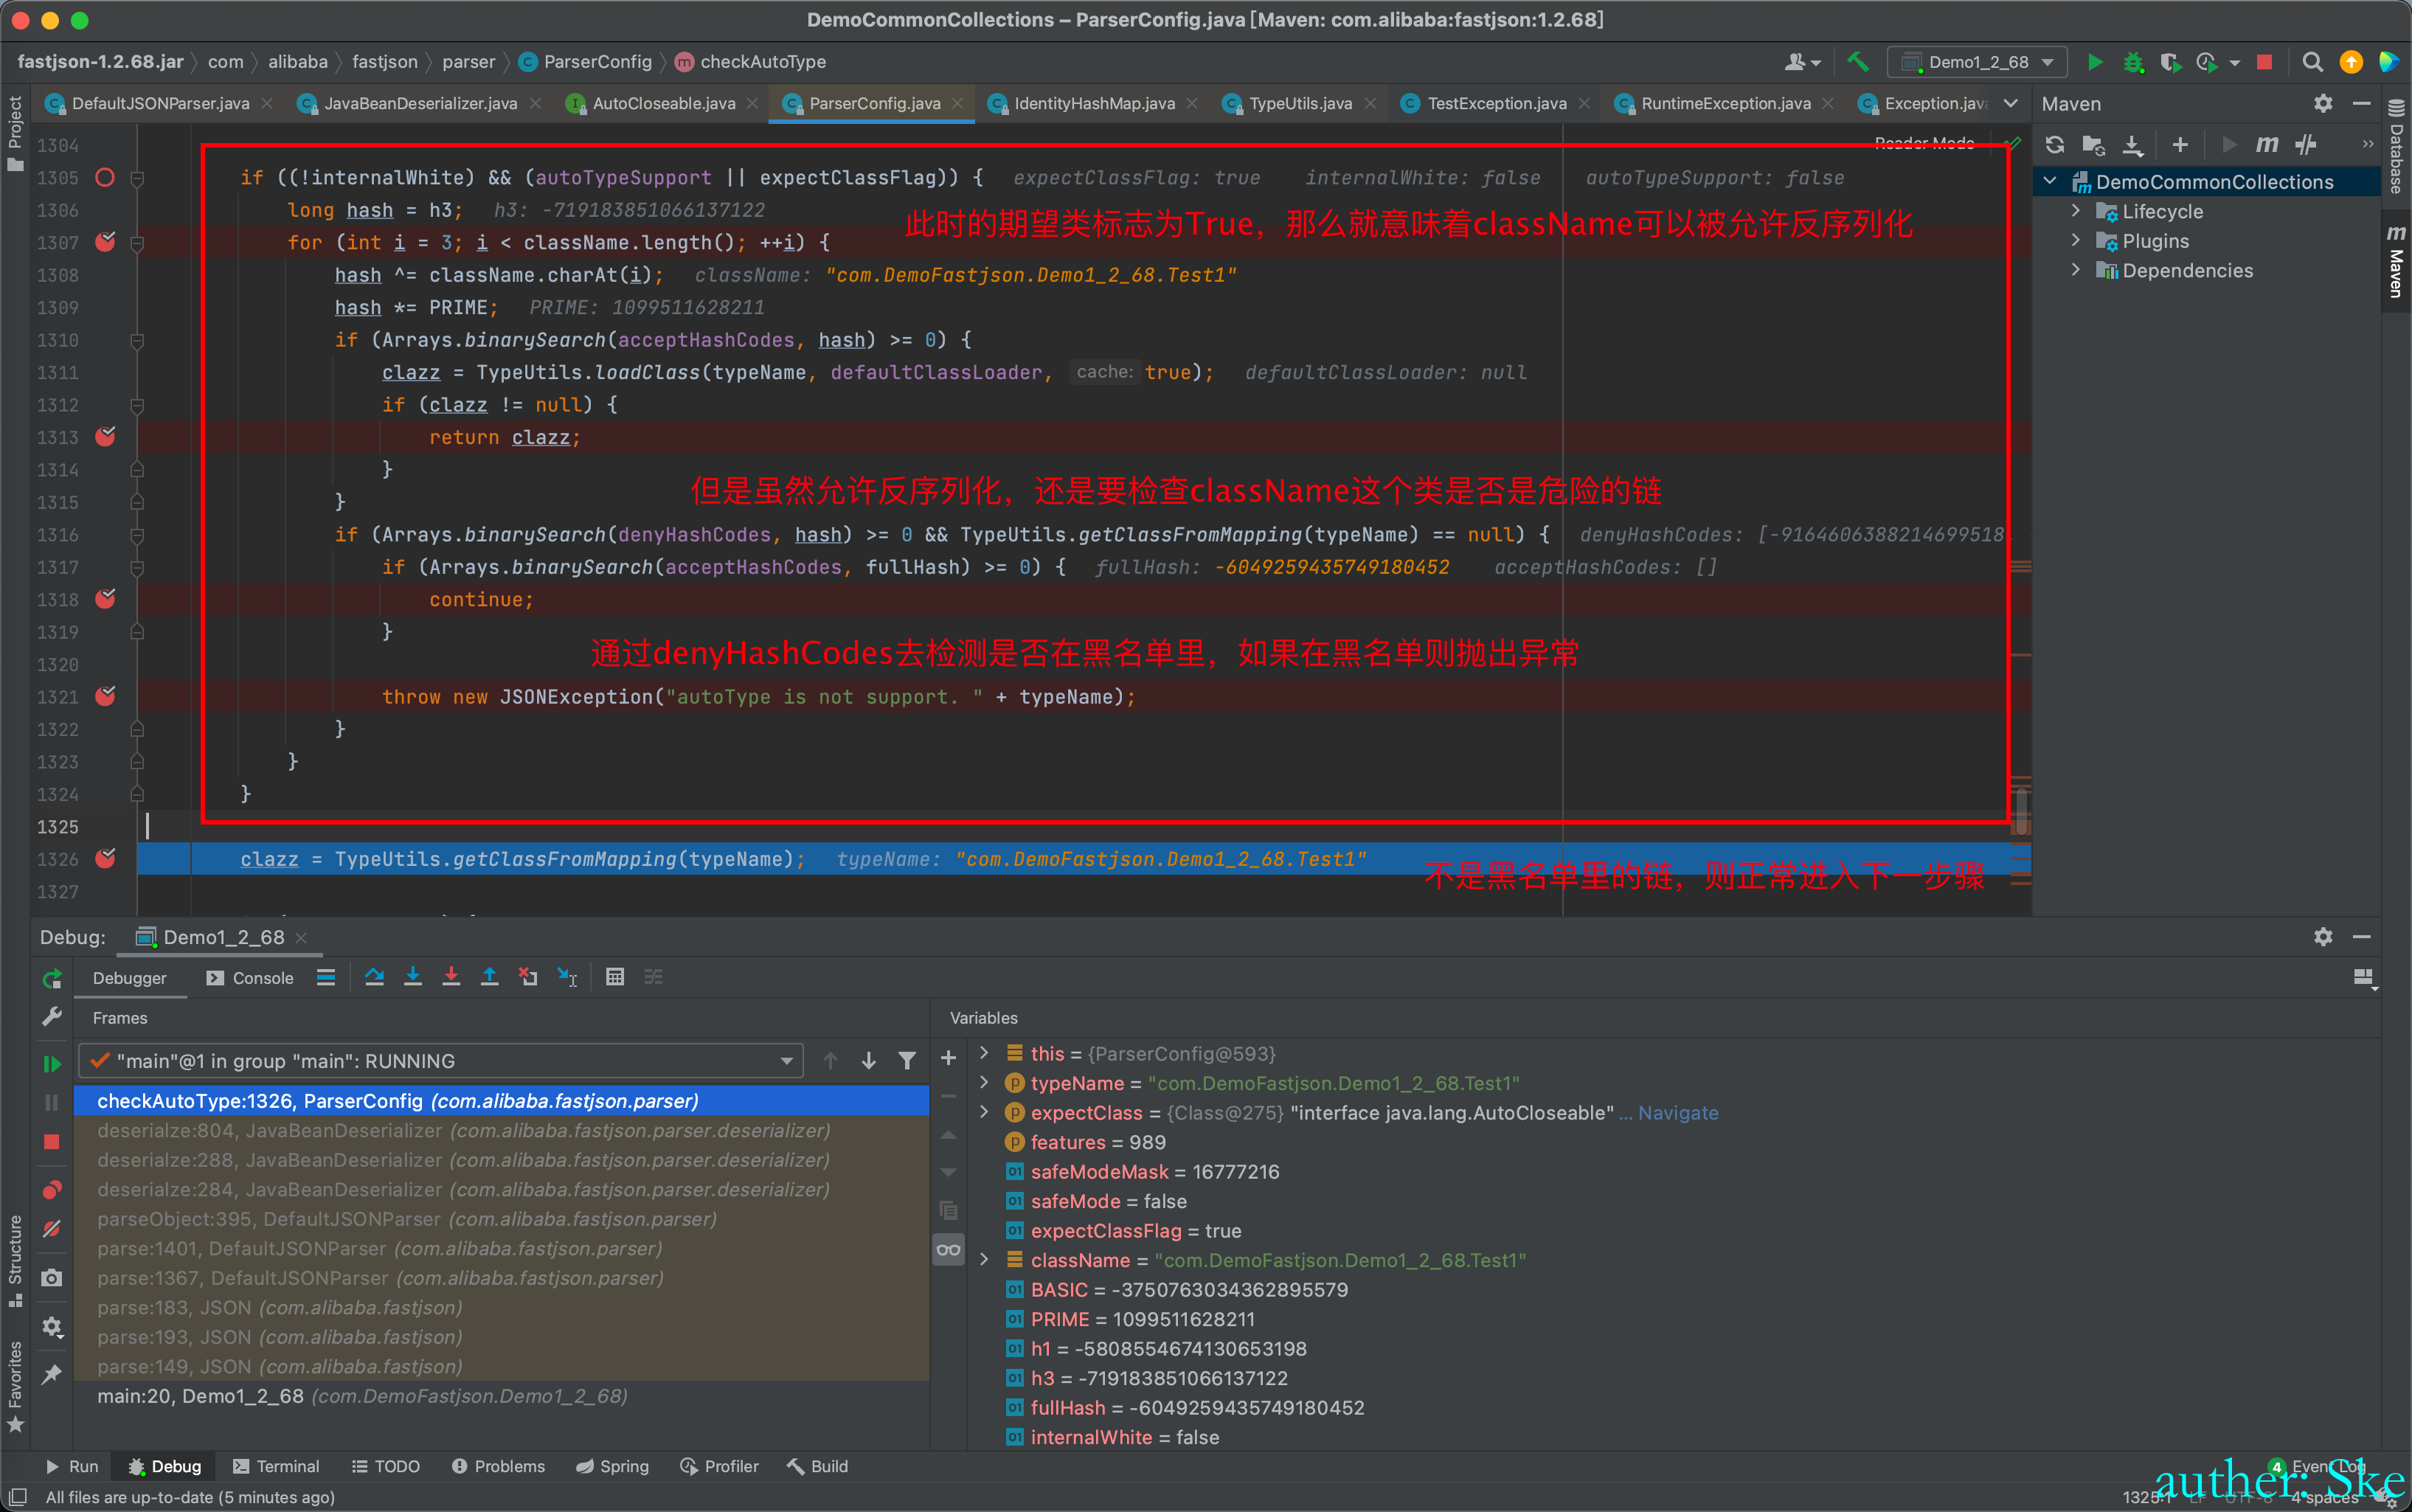 DemoCommonCollections – ParserConfig.java [Maven: com.alibaba:fastjson:1.2.68]
fastjson-1.2.68.jar com alibaba fastjson parser ParserConfig checkAutoType Demo1_2_68
DefaultJSONParser.java JavaBeanDeserializer.java AutoCloseable.java ParserConfig.java IdentityHashMap.java TypeUtils.java TestException.java RuntimeException.java Exception.java Maven
Project
Database
Maven
Reader Mode
DemoCommonCollections
Lifecycle
Plugins
Dependencies
1304
1305 if ((!internalWhite) && (autoTypeSupport || expectClassFlag)) { expectClassFlag: true internalWhite: false autoTypeSupport: false
1306 long hash = h3; h3: -719183851066137122
此时的期望类标志为True，那么就意味着className可以被允许反序列化
1307 for (int i = 3; i < className.length(); ++i) {
1308 hash ^= className.charAt(i); className: "com.DemoFastjson.Demo1_2_68.Test1"
1309 hash *= PRIME; PRIME: 1099511628211
1310 if (Arrays.binarySearch(acceptHashCodes, hash) >= 0) {
1311 clazz = TypeUtils.loadClass(typeName, defaultClassLoader, cache: true); defaultClassLoader: null
1312 if (clazz != null) {
1313 return clazz;
1314 }
但是虽然允许反序列化，还是要检查className这个类是否是危险的链
1315 }
1316 if (Arrays.binarySearch(denyHashCodes, hash) >= 0 && TypeUtils.getClassFromMapping(typeName) == null) { denyHashCodes: [-9164606388214699518,
1317 if (Arrays.binarySearch(acceptHashCodes, fullHash) >= 0) { fullHash: -6049259435749180452 acceptHashCodes: []
1318 continue;
1319 }
通过denyHashCodes去检测是否在黑名单里，如果在黑名单则抛出异常
1320
1321 throw new JSONException("autoType is not support. " + typeName);
1322 }
1323 }
1324 }
1325
1326 clazz = TypeUtils.getClassFromMapping(typeName); typeName: "com.DemoFastjson.Demo1_2_68.Test1"
不是黑名单里的链，则正常进入下一步骤
1327
Debug: Demo1_2_68
Debugger Console
Frames
Variables
"main"@1 in group "main": RUNNING
checkAutoType:1326, ParserConfig (com.alibaba.fastjson.parser)
deserialze:804, JavaBeanDeserializer (com.alibaba.fastjson.parser.deserializer)
deserialze:288, JavaBeanDeserializer (com.alibaba.fastjson.parser.deserializer)
deserialze:284, JavaBeanDeserializer (com.alibaba.fastjson.parser.deserializer)
parseObject:395, DefaultJSONParser (com.alibaba.fastjson.parser)
parse:1401, DefaultJSONParser (com.alibaba.fastjson.parser)
parse:1367, DefaultJSONParser (com.alibaba.fastjson.parser)
parse:183, JSON (com.alibaba.fastjson)
parse:193, JSON (com.alibaba.fastjson)
parse:149, JSON (com.alibaba.fastjson)
main:20, Demo1_2_68 (com.DemoFastjson.Demo1_2_68)
this = {ParserConfig@593}
typeName = "com.DemoFastjson.Demo1_2_68.Test1"
expectClass = {Class@275} "interface java.lang.AutoCloseable" ... Navigate
features = 989
safeModeMask = 16777216
safeMode = false
expectClassFlag = true
className = "com.DemoFastjson.Demo1_2_68.Test1"
BASIC = -3750763034362895579
PRIME = 1099511628211
h1 = -5808554674130653198
h3 = -719183851066137122
fullHash = -6049259435749180452
internalWhite = false
Structure
Favorites
Run Debug Terminal TODO Problems Spring Profiler Build 4 Event Log
auther: Ske
All files are up-to-date (5 minutes ago) 1325:1 LF UTF-8 4 spaces